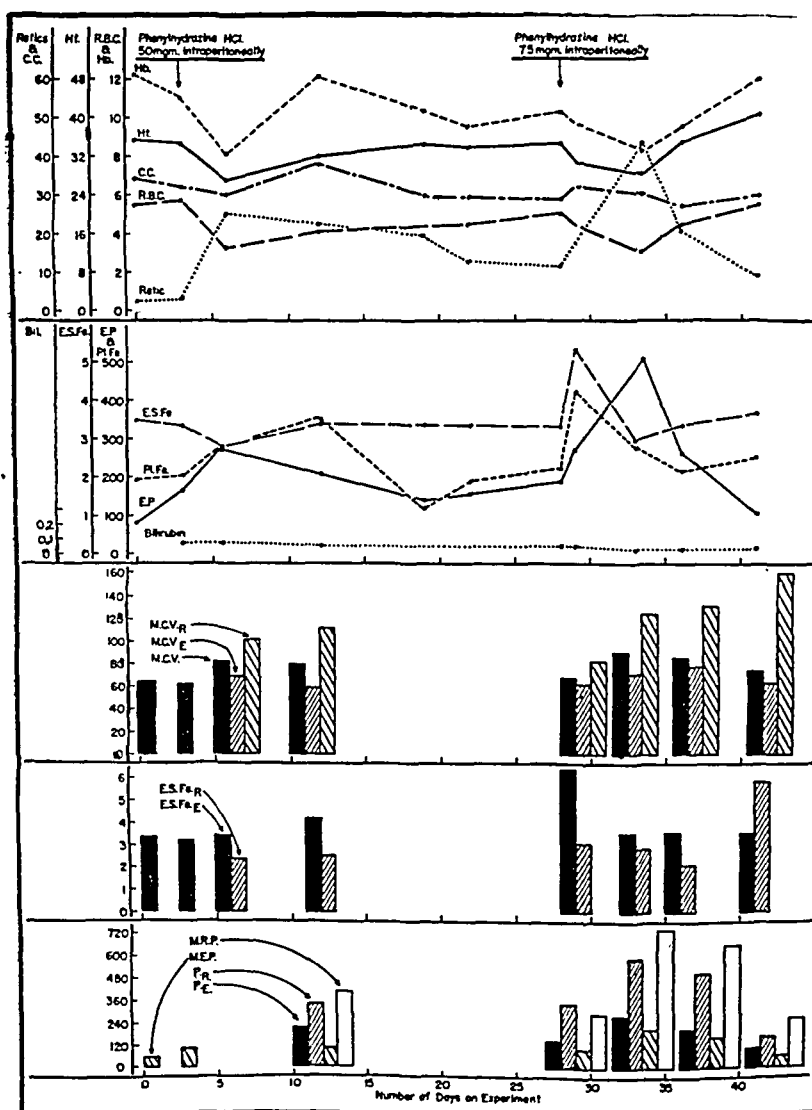 Retics & C.C.
Ht.
R.B.C. & Hb.
Phenylhydrazine HCl.
50mgm. intraperitoneally
Phenylhydrazine HCl.
75mgm. intraperitoneally
60 48 12
50 40 10
40 32 8
30 24 6
20 16 4
10 8 2
0 0 0
Hb.
Ht.
C.C.
R.B.C.
Retic
Bil.
E.S.Fe
E.P & Pl.Fe
5 500
4 400
3 300
2 200
1 100
0 0
0.2
0.1
0
E.S.Fe
Pl.Fe
E.P
Bilirubin
160
140
120
100
80
60
40
20
M.C.V.R
M.C.V.E
M.C.V.
6
5
4
3
2
1
0
E.S.Fe.R
E.S.Fe.E
720
600
480
360
240
120
0
M.R.P.
M.E.P.
P.R.
P.E.
0 5 10 15 20 25 30 35 40
Number of Days on Experiment